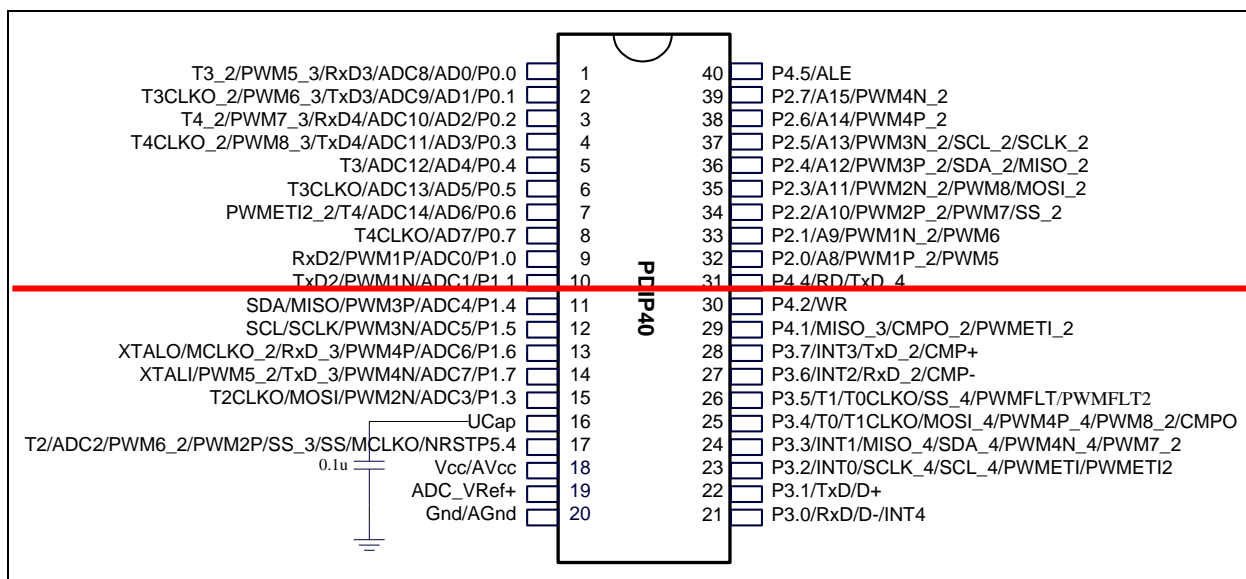 T3_2/PWM5_3/RxD3/ADC8/AD0/P0.0 1 40 P4.5/ALE
T3CLKO_2/PWM6_3/TxD3/ADC9/AD1/P0.1 2 39 P2.7/A15/PWM4N_2
T4_2/PWM7_3/RxD4/ADC10/AD2/P0.2 3 38 P2.6/A14/PWM4P_2
T4CLKO_2/PWM8_3/TxD4/ADC11/AD3/P0.3 4 37 P2.5/A13/PWM3N_2/SCL_2/SCLK_2
T3/ADC12/AD4/P0.4 5 36 P2.4/A12/PWM3P_2/SDA_2/MISO_2
T3CLKO/ADC13/AD5/P0.5 6 35 P2.3/A11/PWM2N_2/PWM8/MOSI_2
PWMETI2_2/T4/ADC14/AD6/P0.6 7 34 P2.2/A10/PWM2P_2/PWM7/SS_2
T4CLKO/AD7/P0.7 8 33 P2.1/A9/PWM1N_2/PWM6
RxD2/PWM1P/ADC0/P1.0 9 32 P2.0/A8/PWM1P_2/PWM5
TxD2/PWM1N/ADC1/P1.1 10 31 P4.4/RD/TxD_4
PDIP40
SDA/MISO/PWM3P/ADC4/P1.4 11 30 P4.2/WR
SCL/SCLK/PWM3N/ADC5/P1.5 12 29 P4.1/MISO_3/CMPO_2/PWMETI_2
XTALO/MCLKO_2/RxD_3/PWM4P/ADC6/P1.6 13 28 P3.7/INT3/TxD_2/CMP+
XTALI/PWM5_2/TxD_3/PWM4N/ADC7/P1.7 14 27 P3.6/INT2/RxD_2/CMP-
T2CLKO/MOSI/PWM2N/ADC3/P1.3 15 26 P3.5/T1/T0CLKO/SS_4/PWMFLT/PWMFLT2
UCap 16 25 P3.4/T0/T1CLKO/MOSI_4/PWM4P_4/PWM8_2/CMPO
T2/ADC2/PWM6_2/PWM2P/SS_3/SS/MCLKO/NRSTP5.4 17 24 P3.3/INT1/MISO_4/SDA_4/PWM4N_4/PWM7_2
0.1u Vcc/AVcc 18 23 P3.2/INT0/SCLK_4/SCL_4/PWMETI/PWMETI2
ADC_VRef+ 19 22 P3.1/TxD/D+
Gnd/AGnd 20 21 P3.0/RxD/D-/INT4